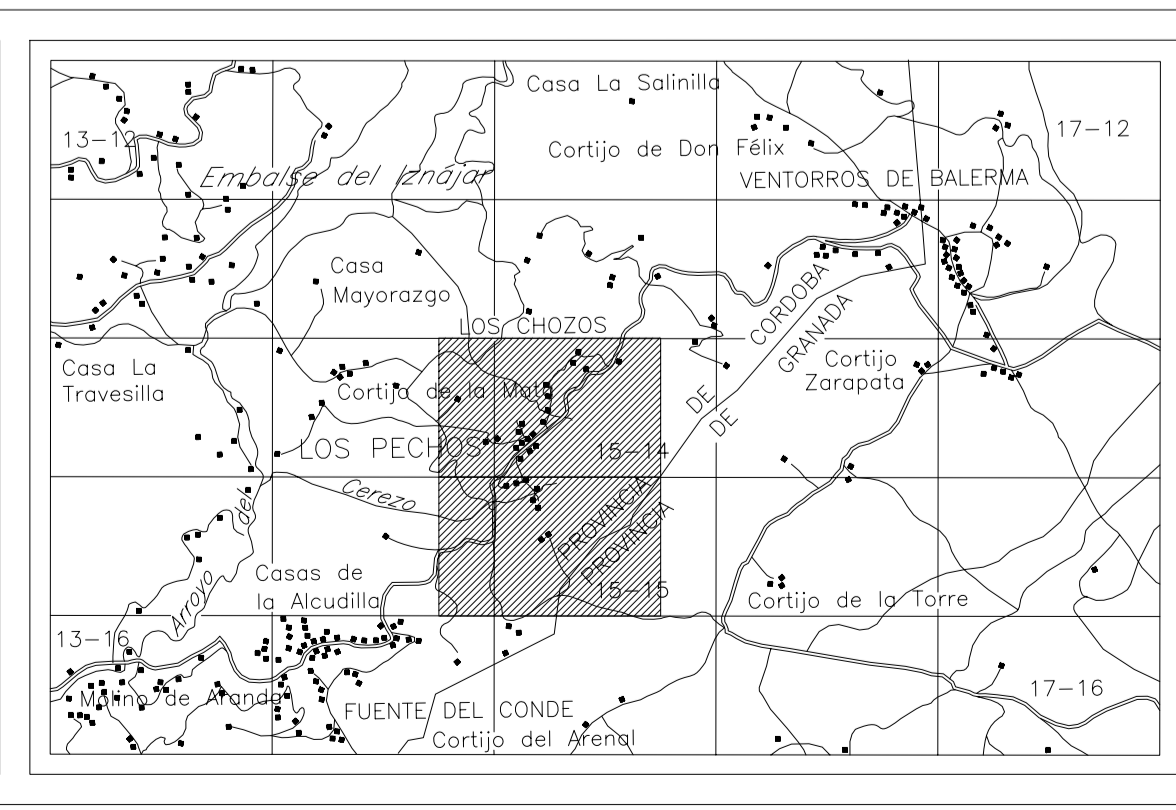 Casa La Salinilla
13-12
17-12
Cortijo de Don Félix
Embalse del Iznájar
VENTORROS DE BALERMA
Casa
Mayorazgo
LOS CHOZOS
CORDOBA
GRANADA
Casa La
Travesilla
Cortijo
Zarapata
Cortijo de la Mata
DE
DE
LOS PECHOS
15-14
Cerezo
del
PROVINCIA
PROVINCIA
Casas de
la Alcudilla
Arroyo
15-15
Cortijo de la Torre
13-16
Molino de Aranda
17-16
FUENTE DEL CONDE
Cortijo del Arenal